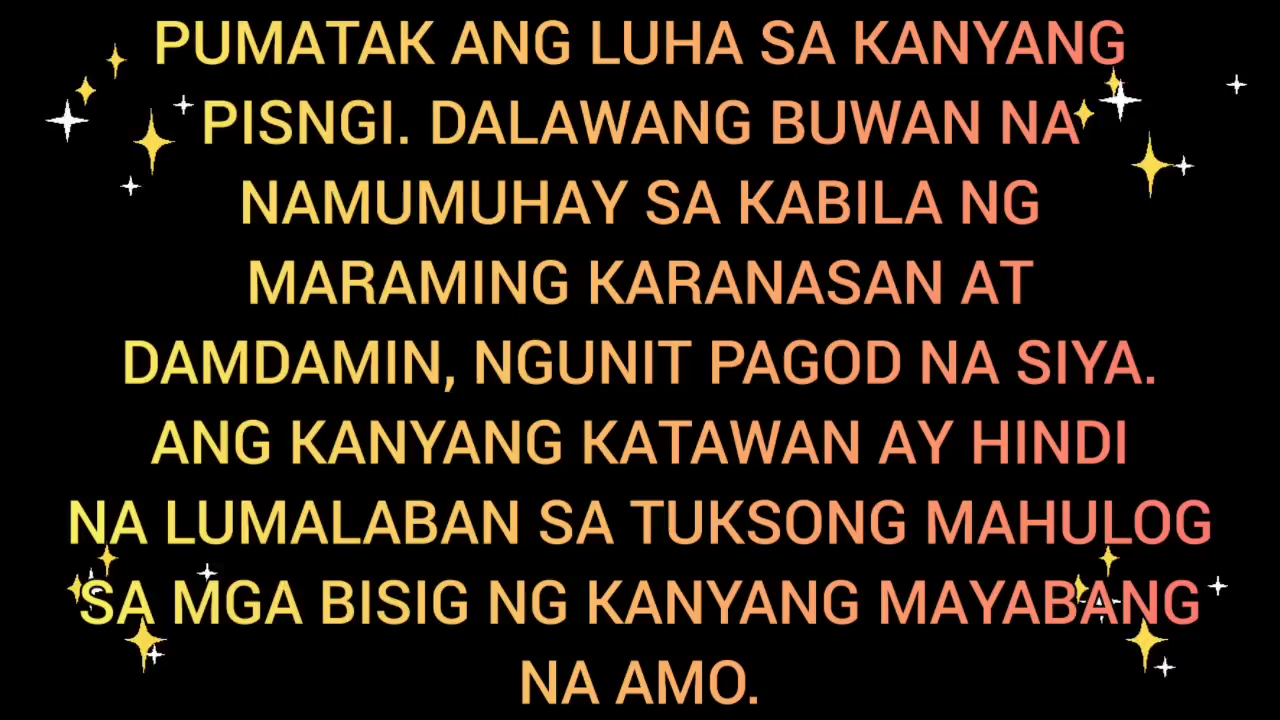 PUMATAK ANG LUHA SA KANYANG
PISNGI. DALAWANG BUWAN NA
NAMUMUHAY SA KABILA NG
MARAMING KARANASAN AT
DAMDAMIN, NGUNIT PAGOD NA SIYA.
ANG KANYANG KATAWAN AY HINDI
NA LUMALABAN SA TUKSONG MAHULOG
SA MGA BISIG NG KANYANG MAYABANG
NA AMO.